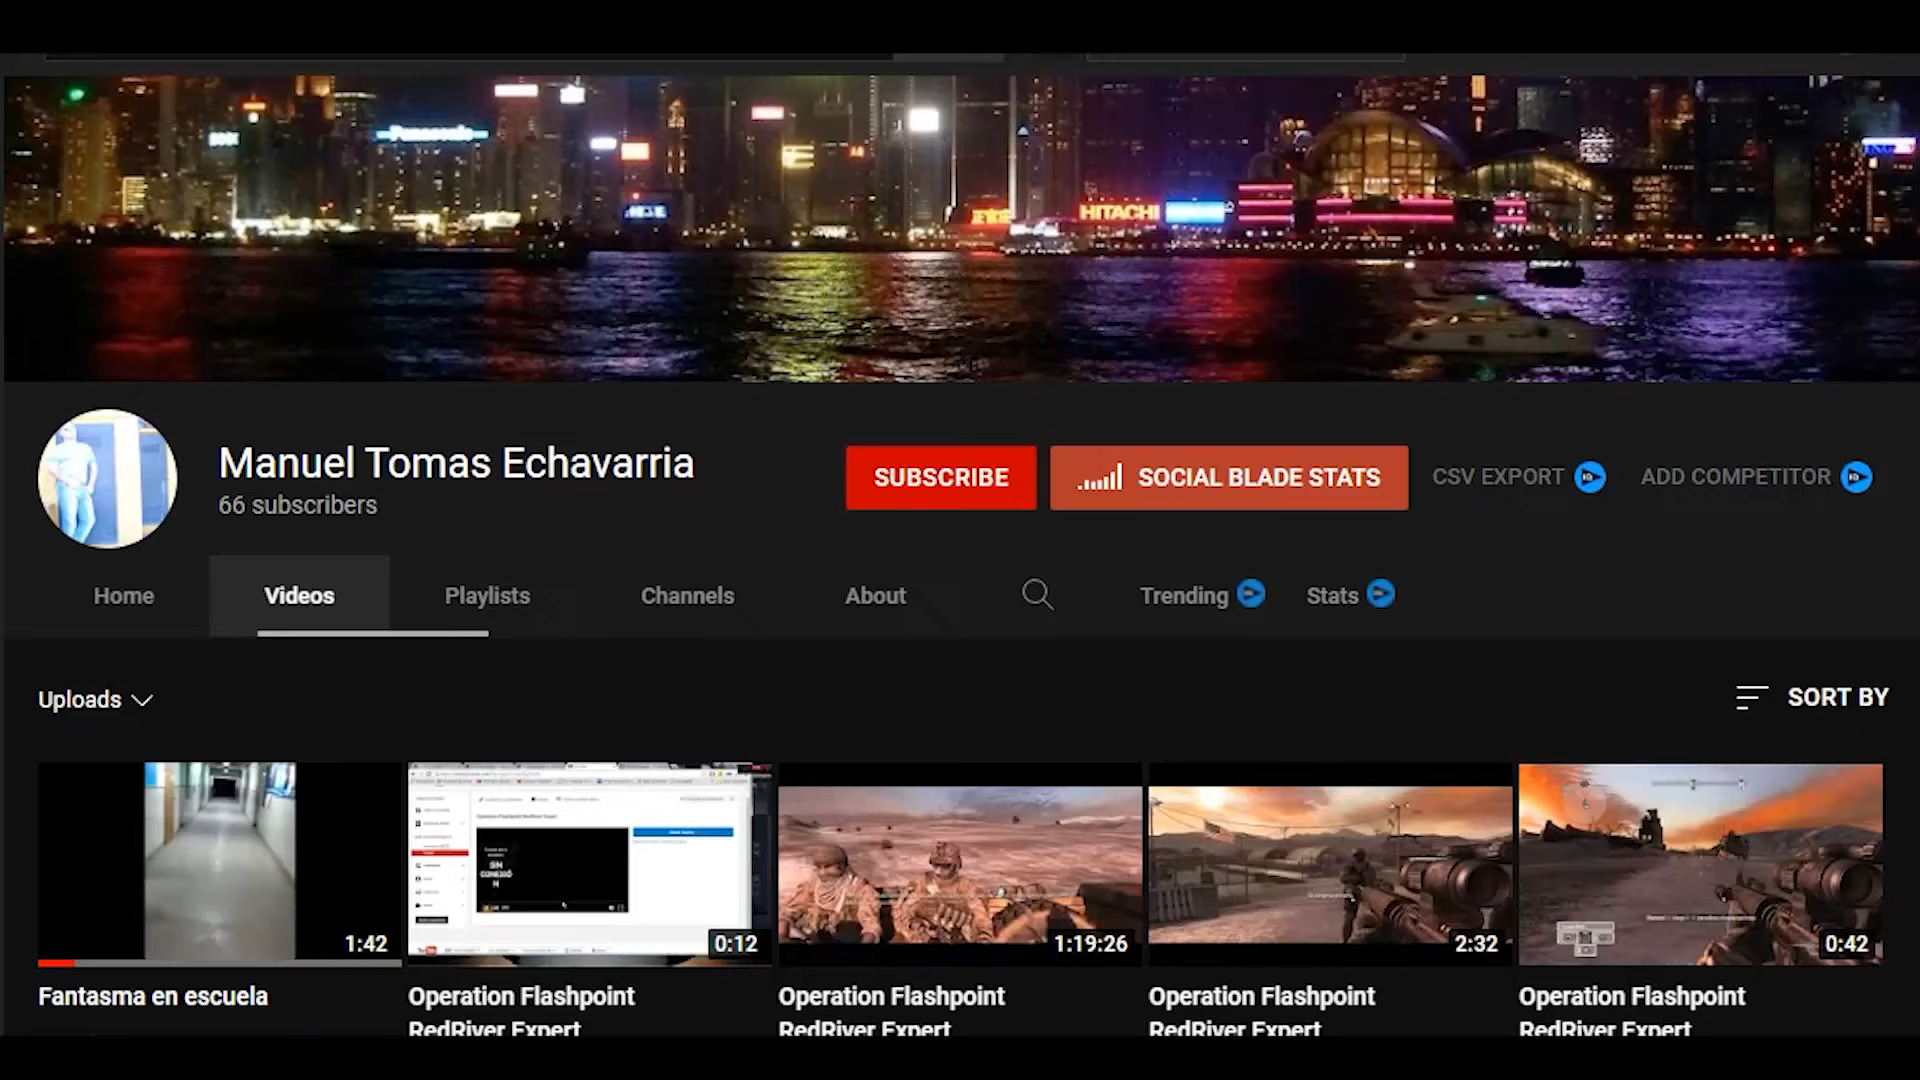 Panasonic
HITACHI
Manuel Tomas Echavarria
66 subscribers
SUBSCRIBE
SOCIAL BLADE STATS
CSV EXPORT
ADD COMPETITOR
Home
Videos
Playlists
Channels
About
Trending
Stats
Uploads
SORT BY
SIN
CONEXIÓ
N
1:42
0:12
1:19:26
2:32
0:42
Fantasma en escuela
Operation Flashpoint
RedRiver Expert
Operation Flashpoint
RedRiver Expert
Operation Flashpoint
RedRiver Expert
Operation Flashpoint
RedRiver Expert